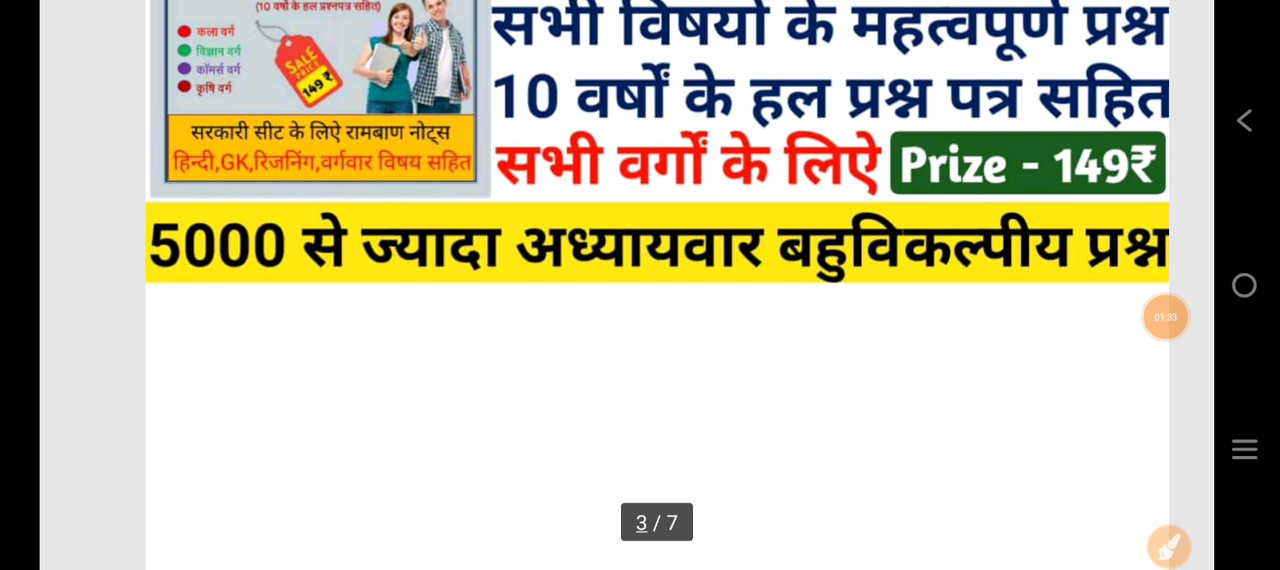 (10 वर्षों के हल प्रश्नपत्र सहित)
कला वर्ग
विज्ञान वर्ग
कॉमर्स वर्ग
कृषि वर्ग
SALE
PRICE
149 ₹
सरकारी सीट के लिऐ रामबाण नोट्स
हिन्दी,GK,रिजनिंग,वर्गवार विषय सहित
सभी विषयों के महत्वपूर्ण प्रश्न
10 वर्षों के हल प्रश्न पत्र सहित
सभी वर्गों के लिऐ Prize - 149₹
5000 से ज्यादा अध्यायवार बहुविकल्पीय प्रश्न
01:33
3 / 7